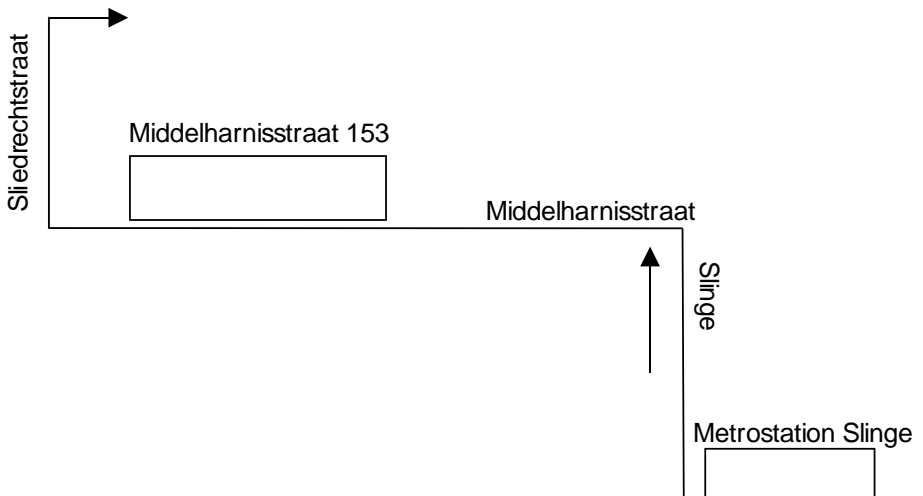 Sliedrechtstraat
Middelharnisstraat 153
Middelharnisstraat
Slinge
Metrostation Slinge